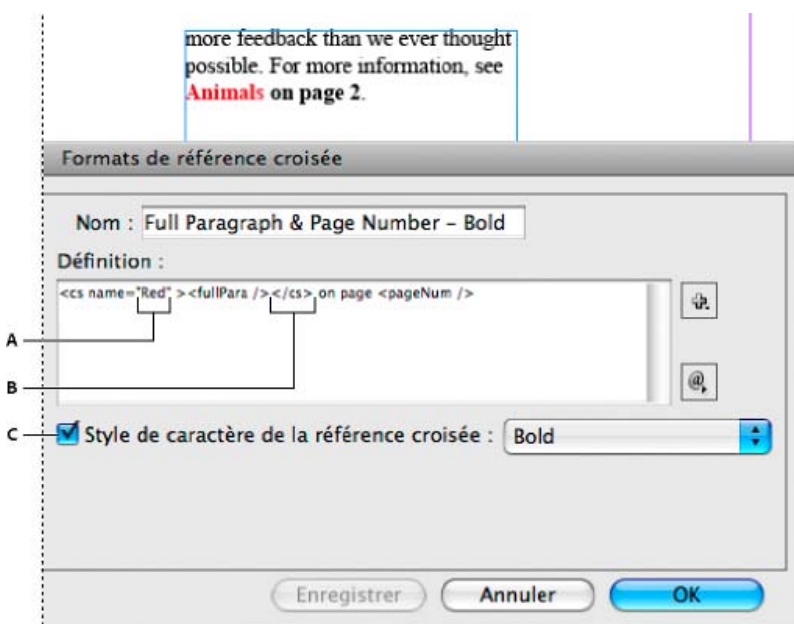 more feedback than we ever thought
possible. For more information, see
Animals on page 2.
Formats de référence croisée
Nom : Full Paragraph & Page Number – Bold
Définition :
<cs name="Red" ><fullPara /></cs> on page <pageNum />
A
B
@
C
Style de caractère de la référence croisée : Bold
Enregistrer Annuler OK